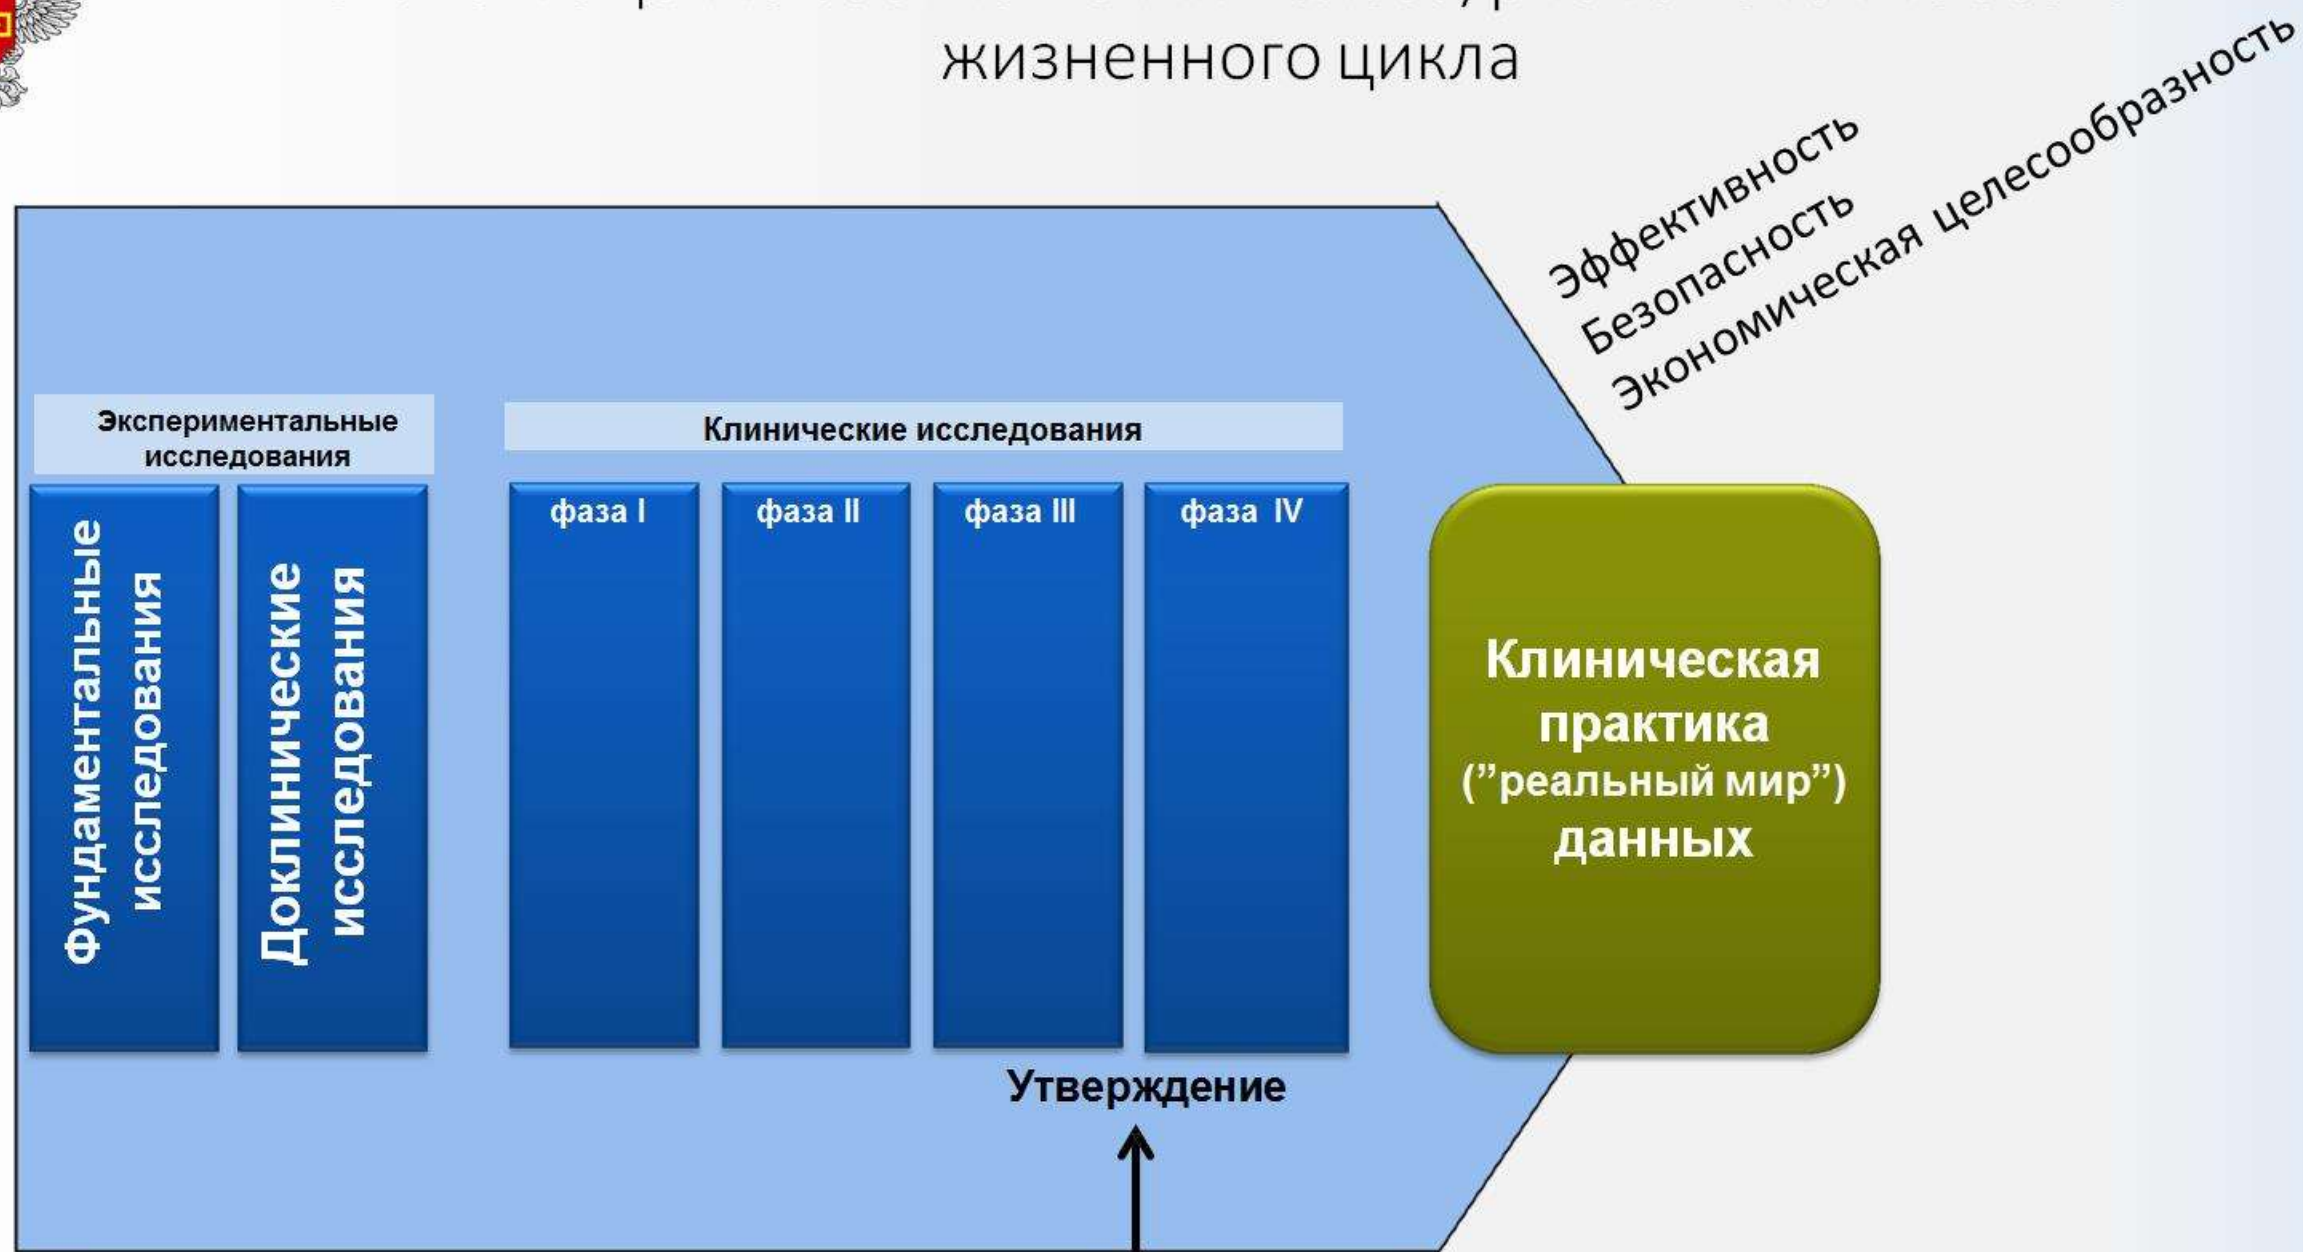 жизненного цикла
Эффективность
Безопасность
Экономическая целесообразность
Экспериментальные
исследования
Клинические исследования
Фундаментальные
исследования
Доклинические
исследования
фаза I
фаза II
фаза III
фаза IV
Клиническая
практика
(”реальный мир”)
данных
Утверждение